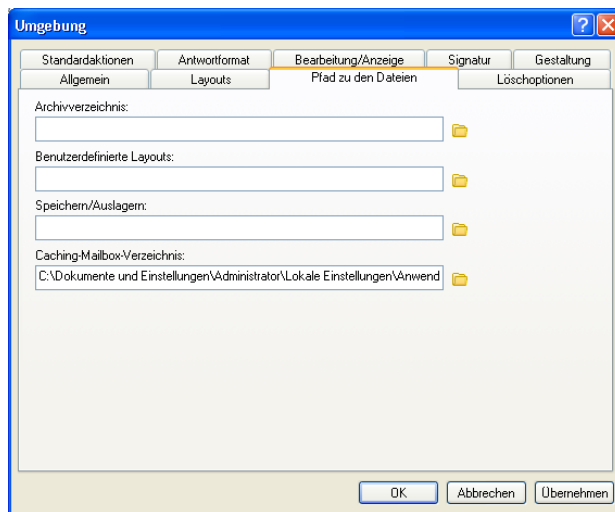 Umgebung
Standardaktionen Antwortformat Bearbeitung/Anzeige Signatur Gestaltung
Allgemein Layouts Pfad zu den Dateien Löschoptionen
Archivverzeichnis:
Benutzerdefinierte Layouts:
Speichern/Auslagern:
Caching-Mailbox-Verzeichnis:
C:\Dokumente und Einstellungen\Administrator\Lokale Einstellungen\Anwend
OK Abbrechen Übernehmen